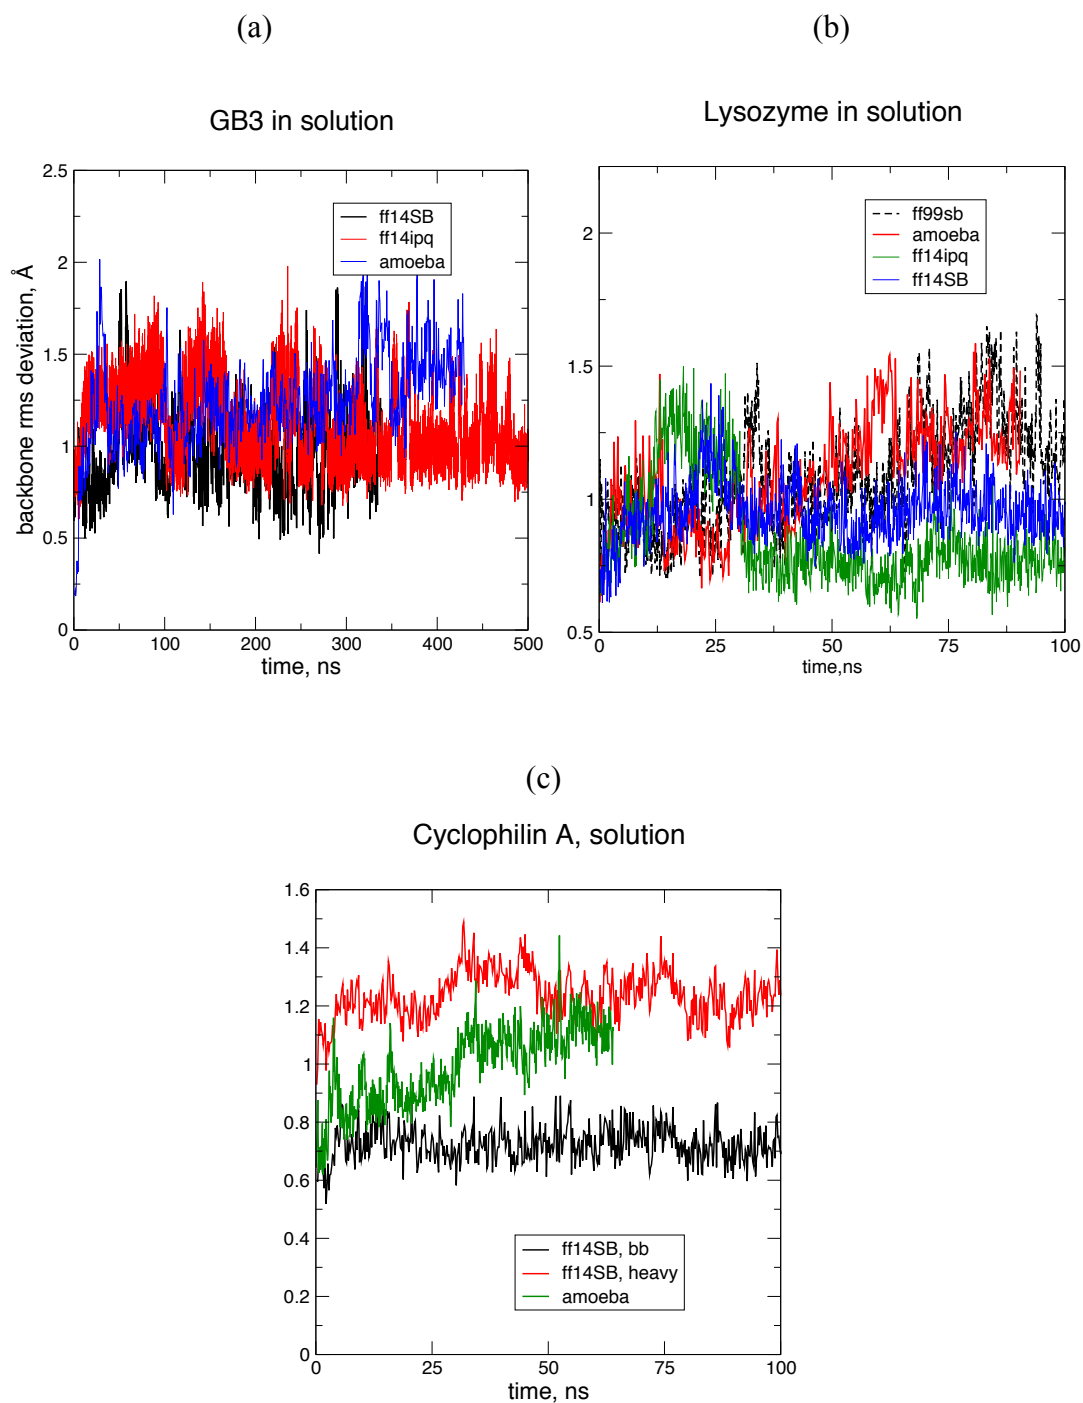 (a)
(b)
GB3 in solution
Lysozyme in solution
backbone rms deviation, Å
2.5
2
1.5
1
0.5
0
ff14SB
ff14ipq
amoeba
0 100 200 300 400 500
time, ns
2
1.5
1
0.5
ff99sb
amoeba
ff14ipq
ff14SB
0 25 50 75 100
time,ns
(c)
Cyclophilin A, solution
1.6
1.4
1.2
1
0.8
0.6
0.4
0.2
0
ff14SB, bb
ff14SB, heavy
amoeba
0 25 50 75 100
time, ns